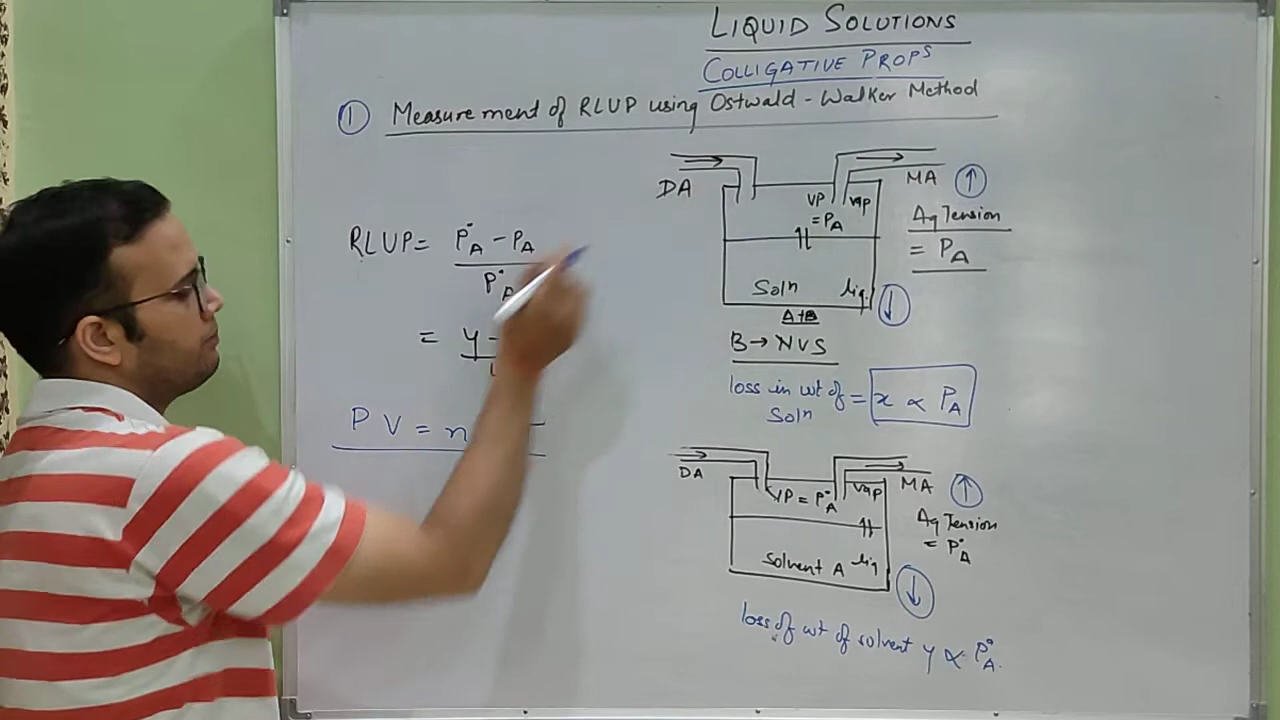 LIQUID SOLUTIONS
COLLIGATIVE PROPS
① Measurement of RLVP using Ostwald - Walker Method
DA
MA ↑
VP
= PA
vap
Aq Tension
= PA
RLVP = P°A - PA
P°A
Soln liq ↓
A+B
B → NVS
= y -
loss in wt of = x ∝ PA
Soln
P V = n
DA
MA ↑
VP = P°A vap
Aq Tension
= P°A
Solvent A liq ↓
loss of wt of solvent y ∝ P°A.